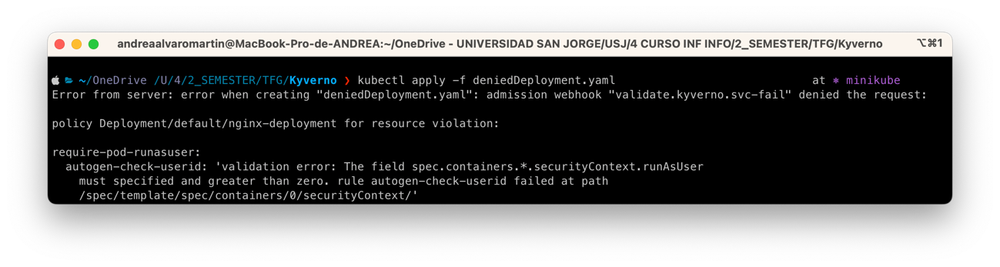 andreaalvaromartin@MacBook-Pro-de-ANDREA:~/OneDrive - UNIVERSIDAD SAN JORGE/USJ/4 CURSO INF INFO/2_SEMESTER/TFG/Kyverno ⌥⌘1
~/OneDrive /U/4/2_SEMESTER/TFG/Kyverno ❯ kubectl apply -f deniedDeployment.yaml at ⎈ minikube
Error from server: error when creating "deniedDeployment.yaml": admission webhook "validate.kyverno.svc-fail" denied the request:
policy Deployment/default/nginx-deployment for resource violation:
require-pod-runasuser:
autogen-check-userid: 'validation error: The field spec.containers.*.securityContext.runAsUser
must specified and greater than zero. rule autogen-check-userid failed at path
/spec/template/spec/containers/0/securityContext/'